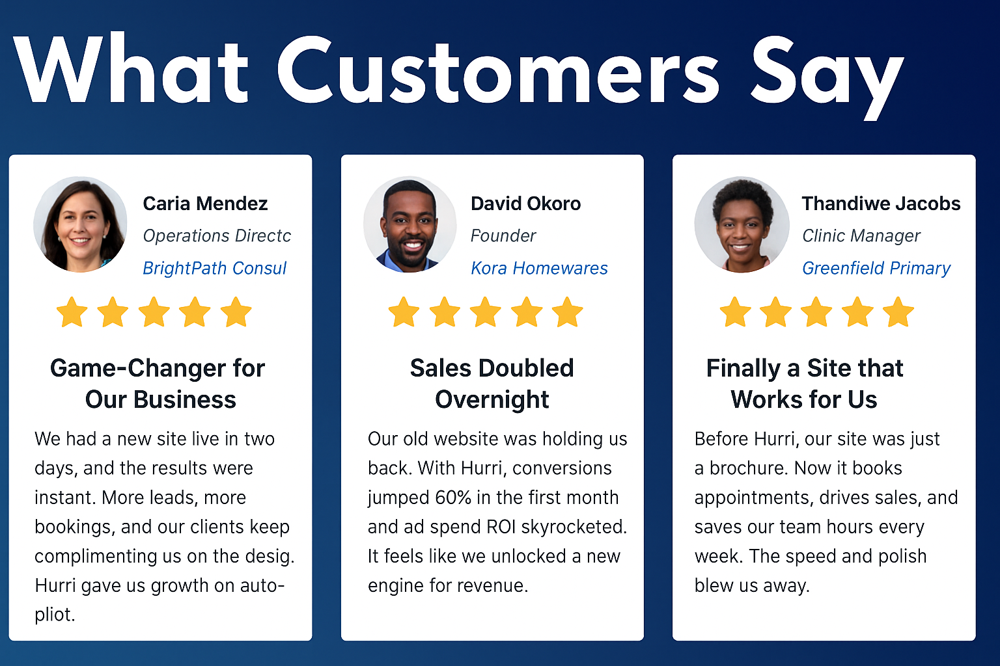 What Customers Say
Caria Mendez
Operations Directc
BrightPath Consul
Game-Changer for
Our Business
We had a new site live in two
days, and the results were
instant. More leads, more
bookings, and our clients keep
complimenting us on the desig.
Hurri gave us growth on auto-
pliot.
David Okoro
Founder
Kora Homewares
Sales Doubled
Overnight
Our old website was holding us
back. With Hurri, conversions
jumped 60% in the first month
and ad spend ROI skyrocketed.
It feels like we unlocked a new
engine for revenue.
Thandiwe Jacobs
Clinic Manager
Greenfield Primary
Finally a Site that
Works for Us
Before Hurri, our site was just
a brochure. Now it books
appointments, drives sales, and
saves our team hours every
week. The speed and polish
blew us away.